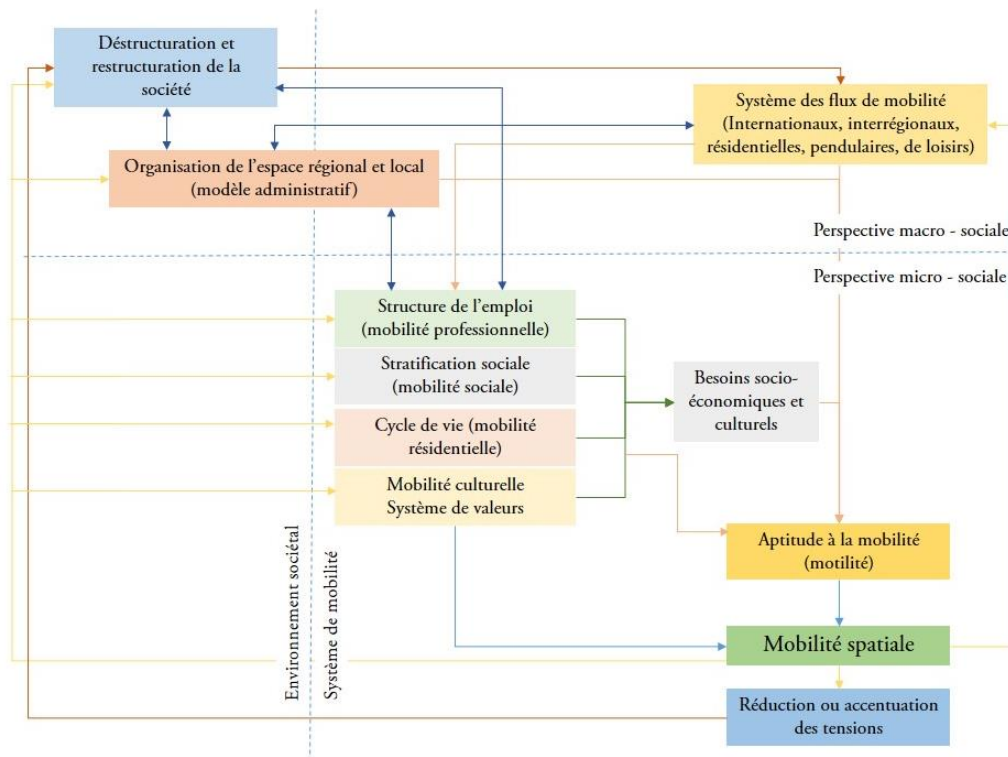 Déstructuration et
restructuration de la
société
Système des flux de mobilité
(Internationaux, interrégionaux,
résidentielles, pendulaires, de loisirs)
Organisation de l'espace régional et local
(modèle administratif)
Perspective macro - sociale
Perspective micro - sociale
Structure de l'emploi
(mobilité professionnelle)
Stratification sociale
(mobilité sociale)
Cycle de vie (mobilité
résidentielle)
Mobilité culturelle
Système de valeurs
Besoins socio-
économiques et
culturels
Aptitude à la mobilité
(motilité)
Mobilité spatiale
Réduction ou accentuation
des tensions
Environnement sociétal
Système de mobilité